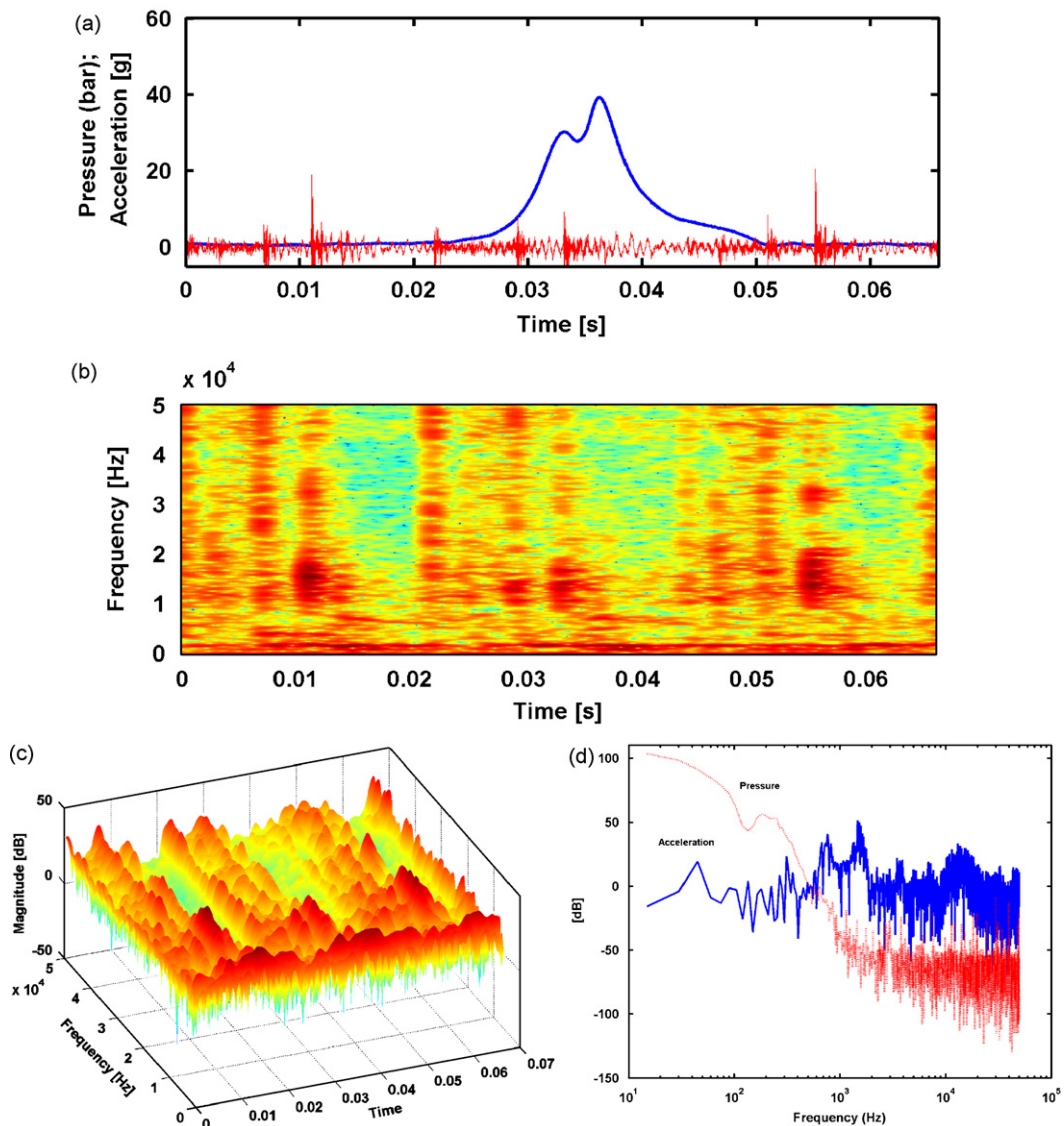 (a)
Pressure (bar);
Acceleration [g]
60
40
20
0
0 0.01 0.02 0.03 0.04 0.05 0.06
Time [s]
(b)
x 10^4
Frequency [Hz]
5
4
3
2
1
0
0 0.01 0.02 0.03 0.04 0.05 0.06
Time [s]
(c)
Magnitude [dB]
50
0
-50
x 10^4
5
4
3
2
1
0
Frequency [Hz]
0 0.01 0.02 0.03 0.04 0.05 0.06 0.07
Time
(d)
[dB]
100
50
0
-50
-100
-150
Pressure
Acceleration
10^1 10^2 10^3 10^4 10^5
Frequency (Hz)